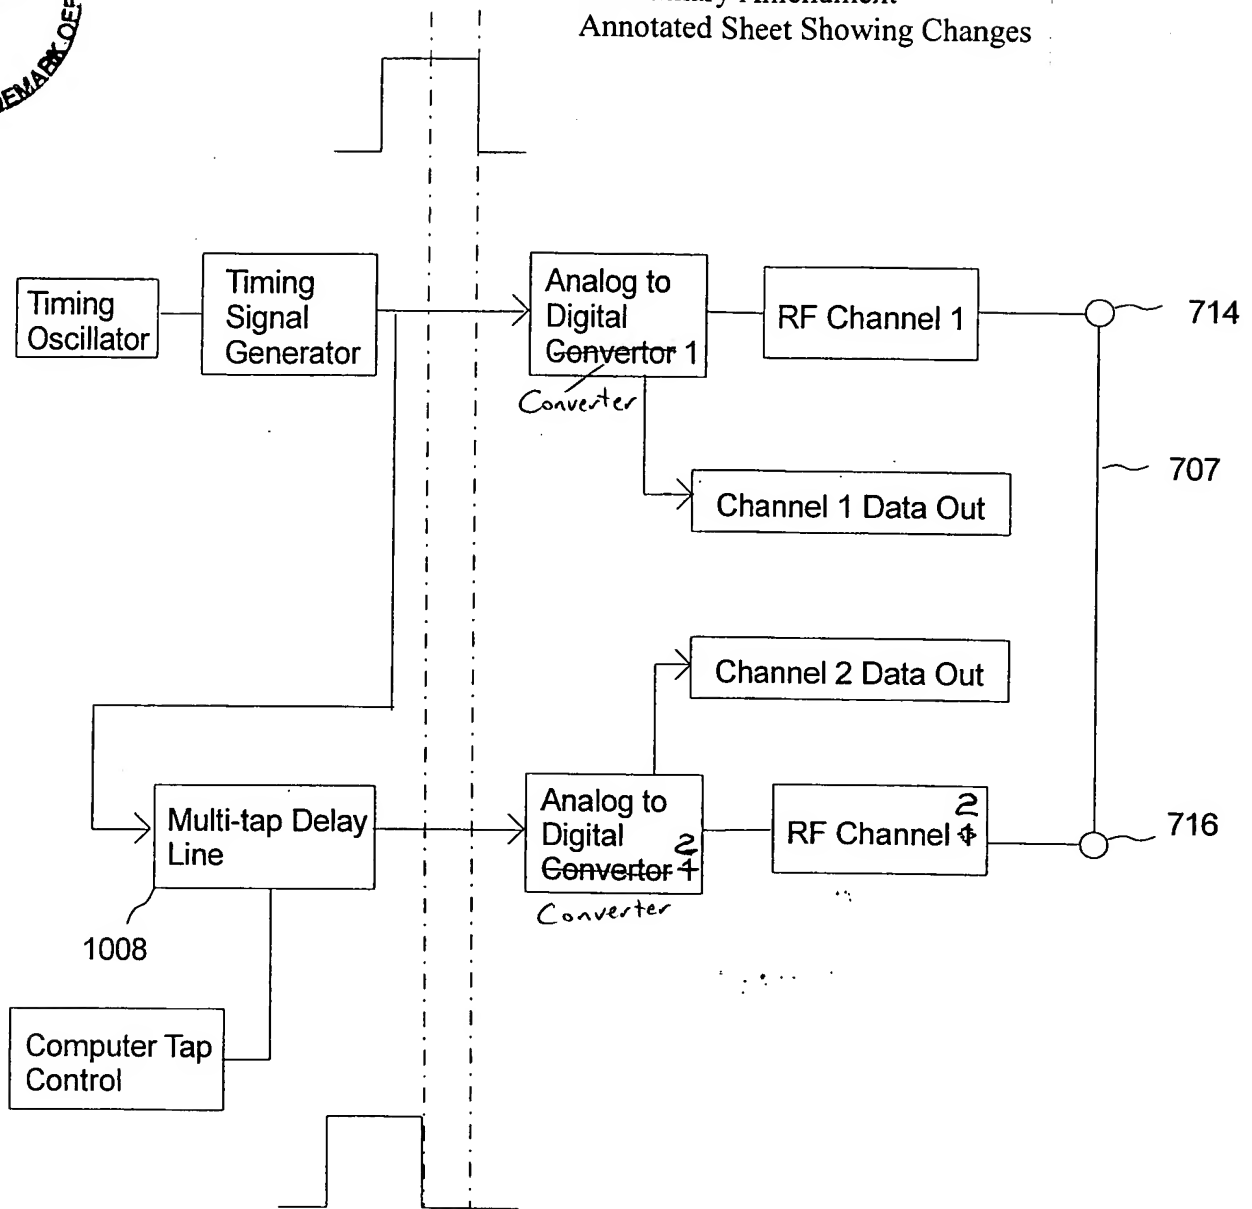 Annotated Sheet Showing Changes
Timing
Oscillator
Timing
Signal
Generator
Analog to
Digital
Convertor 1
Converter
RF Channel 1
714
707
Channel 1 Data Out
Channel 2 Data Out
Multi-tap Delay
Line
1008
Computer Tap
Control
Analog to
Digital
2
Convertor 1
Converter
2
RF Channel 1
716